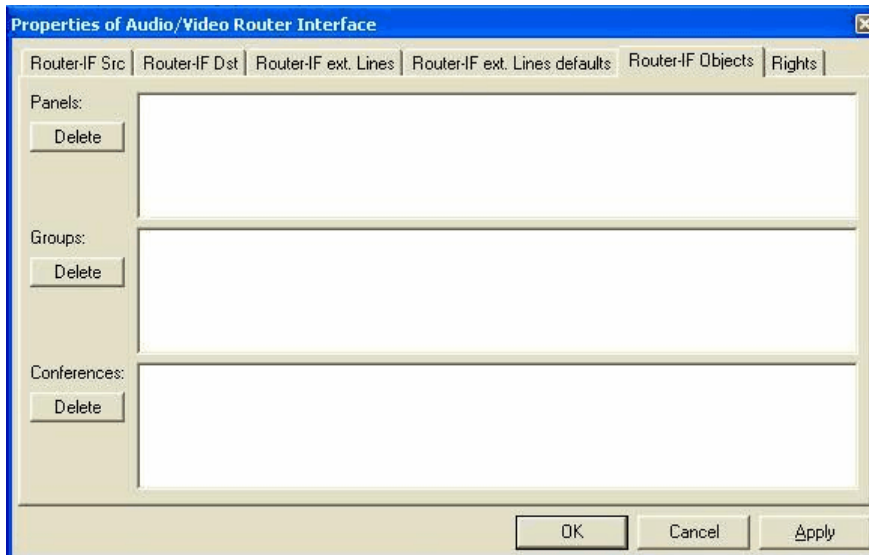 Properties of Audio/Video Router Interface
Router-IF Src Router-IF Dst Router-IF ext. Lines Router-IF ext. Lines defaults Router-IF Objects Rights
Panels:
Delete
Groups:
Delete
Conferences:
Delete
OK Cancel Apply